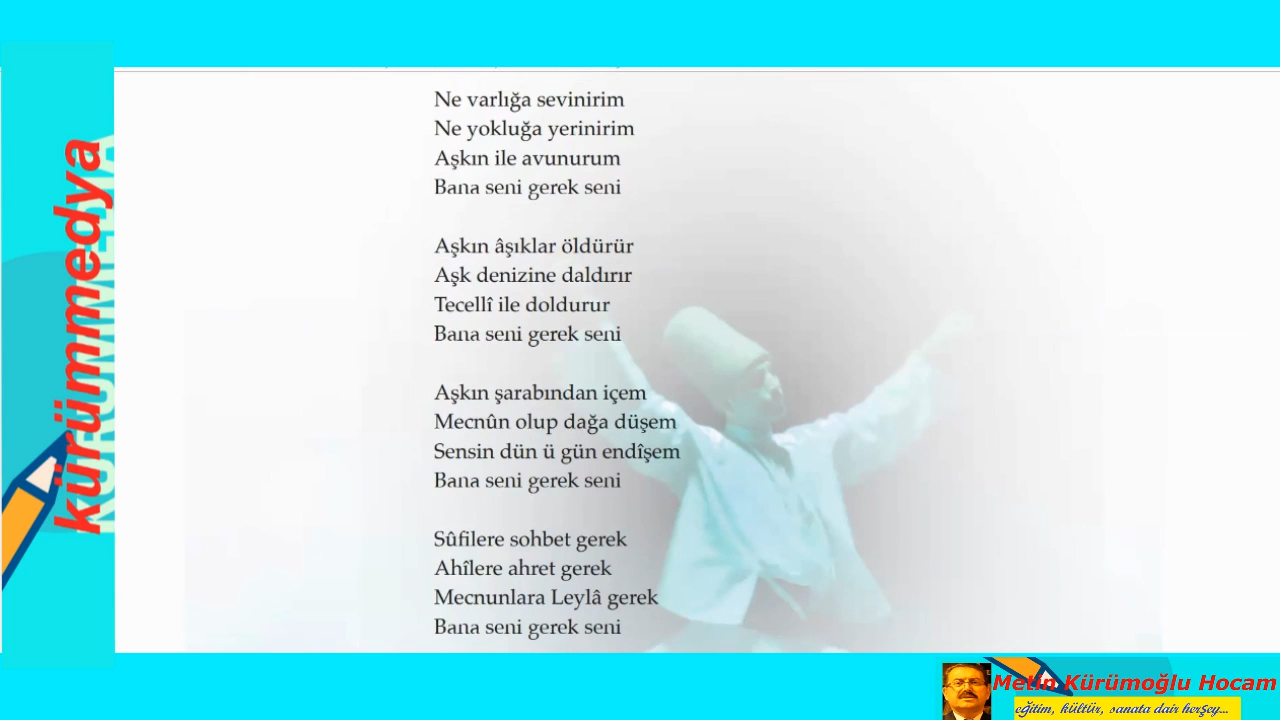 Ne varlığa sevinirim
Ne yokluğa yerinirim
Aşkın ile avunurum
Bana seni gerek seni
Aşkın âşıklar öldürür
Aşk denizine daldırır
Tecellî ile doldurur
Bana seni gerek seni
Aşkın şarabından içem
Mecnûn olup dağa düşem
Sensin dün ü gün endîşem
Bana seni gerek seni
Sûfilere sohbet gerek
Ahîlere ahret gerek
Mecnunlara Leylâ gerek
Bana seni gerek seni
kürümmedya
Metin Kürümoğlu Hocam
eğitim, kültür, sanata dair herşey...